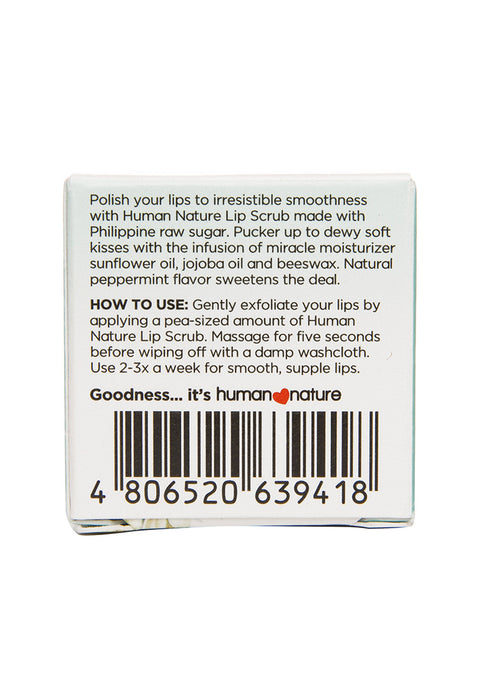 Polish your lips to irresistible smoothness
with Human Nature Lip Scrub made with
Philippine raw sugar. Pucker up to dewy soft
kisses with the infusion of miracle moisturizer
sunflower oil, jojoba oil and beeswax. Natural
peppermint flavor sweetens the deal.
HOW TO USE: Gently exfoliate your lips by
applying a pea-sized amount of Human
Nature Lip Scrub. Massage for five seconds
before wiping off with a damp washcloth.
Use 2-3x a week for smooth, supple lips.
Goodness... it's human nature
4 806520 639418